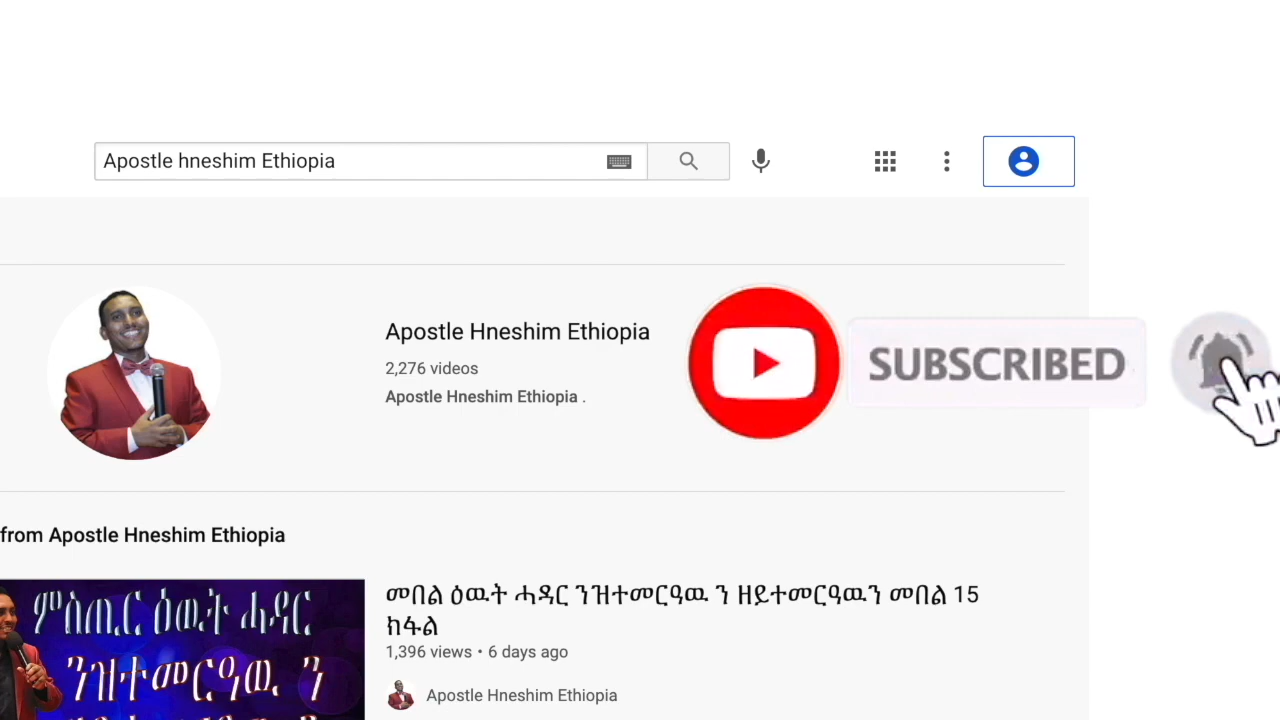 Apostle hneshim Ethiopia
Apostle Hneshim Ethiopia
2,276 videos
Apostle Hneshim Ethiopia .
SUBSCRIBED
from Apostle Hneshim Ethiopia
መበል ዕዉት ሓዳር ንዝተመርዓዉ ን ዘይተመርዓዉን መበል 15
ክፋል
1,396 views • 6 days ago
Apostle Hneshim Ethiopia
ምስጢር ዕዉት ሓዳር
ንዝተመርዓዉ ን